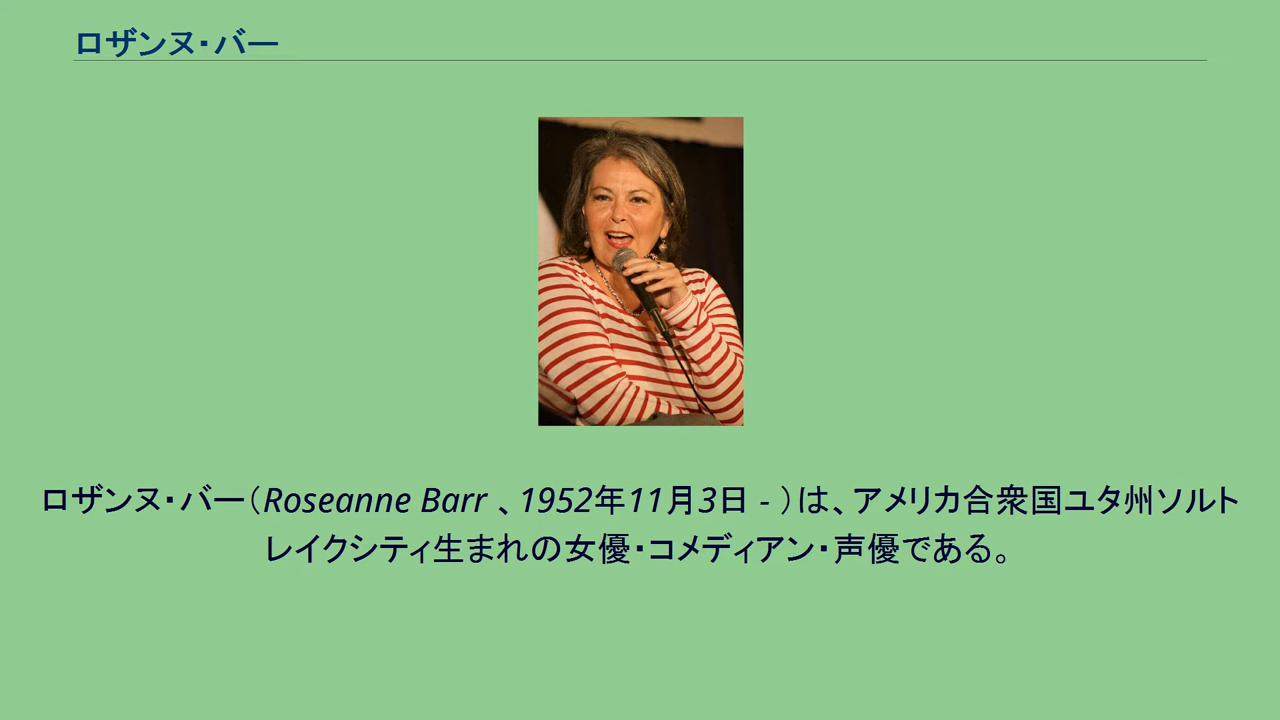 ロザンヌ・バー
ロザンヌ・バー（Roseanne Barr 、1952年11月3日 - ）は、アメリカ合衆国ユタ州ソルト
レイクシティ生まれの女優・コメディアン・声優である。